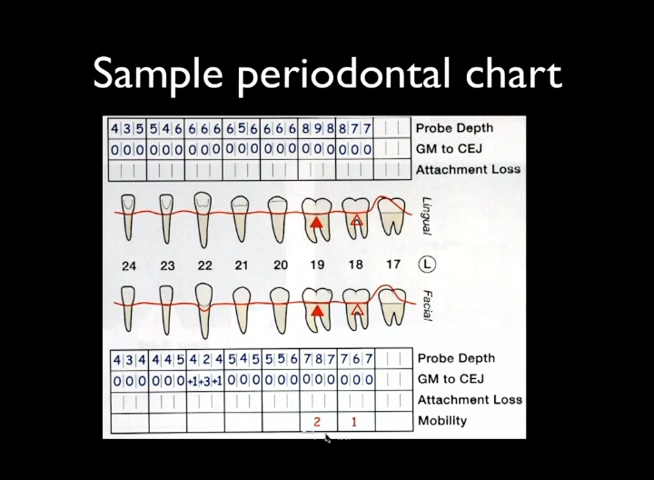 Sample periodontal chart
4 3 5 5 4 6 6 6 6 6 5 6 6 6 6 8 9 8 8 7 7 Probe Depth
0 0 0 0 0 0 0 0 0 0 0 0 0 0 0 0 0 0 0 0 0 GM to CEJ
Attachment Loss
Lingual
24 23 22 21 20 19 18 17 L
Facial
4 3 4 4 4 5 4 2 4 5 4 5 5 5 6 7 8 7 7 6 7 Probe Depth
0 0 0 0 0 0 +1 +3 +1 0 0 0 0 0 0 0 0 0 0 0 0 GM to CEJ
Attachment Loss
2 1 Mobility